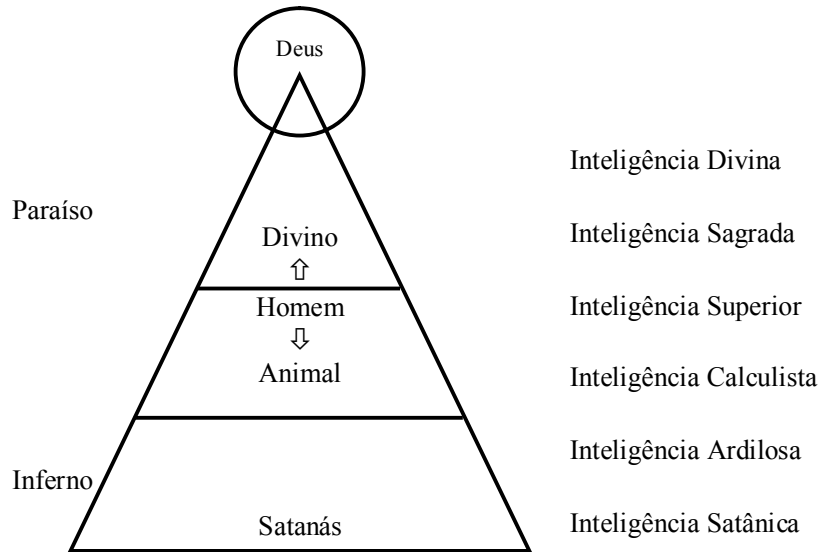 Deus
Inteligência Divina
Paraíso
Divino
Inteligência Sagrada
⇧
Homem
Inteligência Superior
⇩
Animal
Inteligência Calculista
Inteligência Ardilosa
Inferno
Satanás
Inteligência Satânica